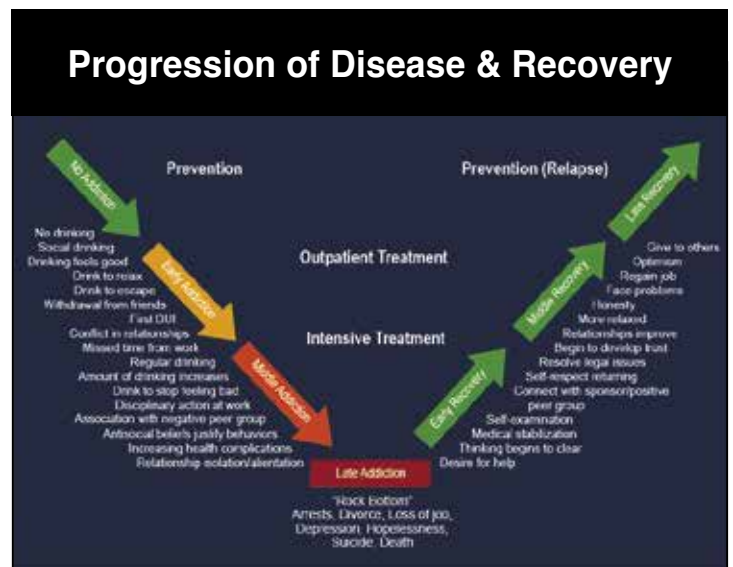 Progression of Disease & Recovery
No Addiction
Prevention
Prevention (Relapse)
Late Recovery
No drinking
Social drinking
Drinking feels good
Drink to relax
Drink to escape
Withdrawal from friends
First DUI
Conflict in relationships
Missed time from work
Regular drinking
Amount of drinking increases
Drink to stop feeling bad
Disciplinary action at work
Association with negative peer group
Antisocial beliefs justify behaviors
Increasing health complications
Relationship isolation/alientation
Early Addiction
Outpatient Treatment
Middle Addiction
Intensive Treatment
Late Addiction
"Rock Bottom"
Arrests, Divorce, Loss of job,
Depression, Hopelessness,
Suicide, Death
Early Recovery
Middle Recovery
Give to others
Optimism
Regain job
Face problems
Honesty
More relaxed
Relationships improve
Begin to develop trust
Resolve legal issues
Self-respect returning
Connect with sponsor/positive
peer group
Self-examination
Medical stabilization
Thinking begins to clear
Desire for help